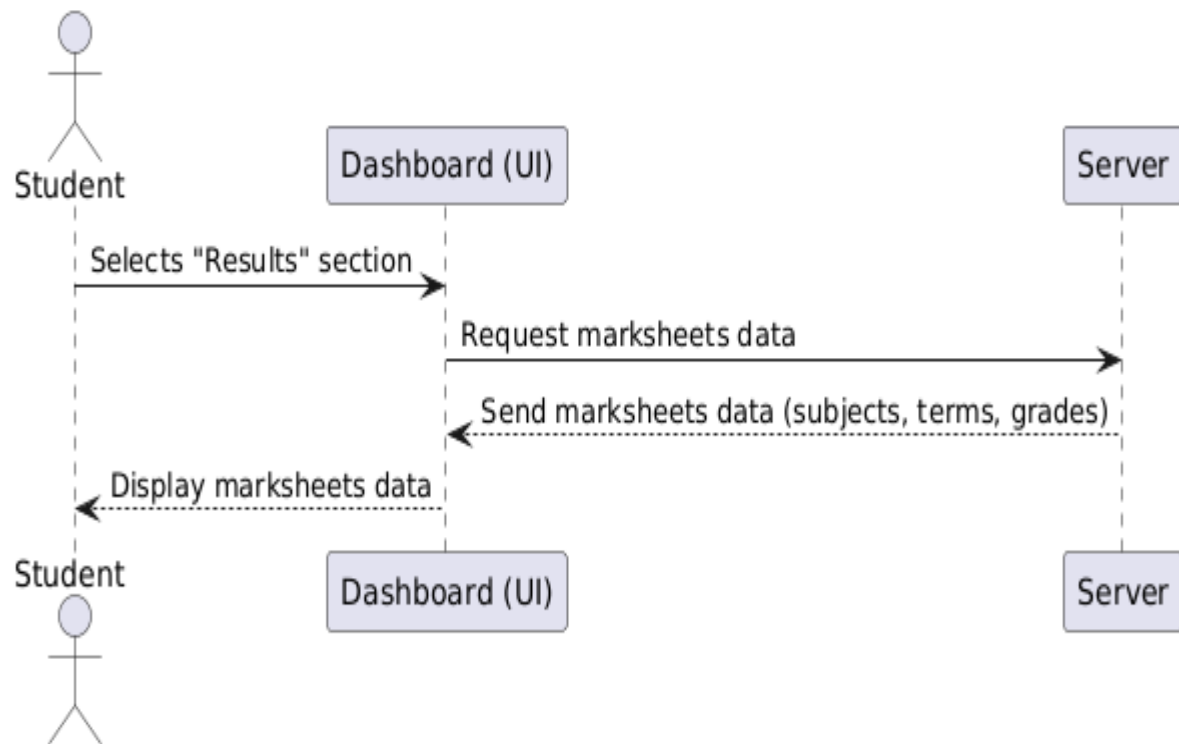 Student
Dashboard (UI)
Server
Selects "Results" section
Request marksheets data
Send marksheets data (subjects, terms, grades)
Display marksheets data
Student
Dashboard (UI)
Server